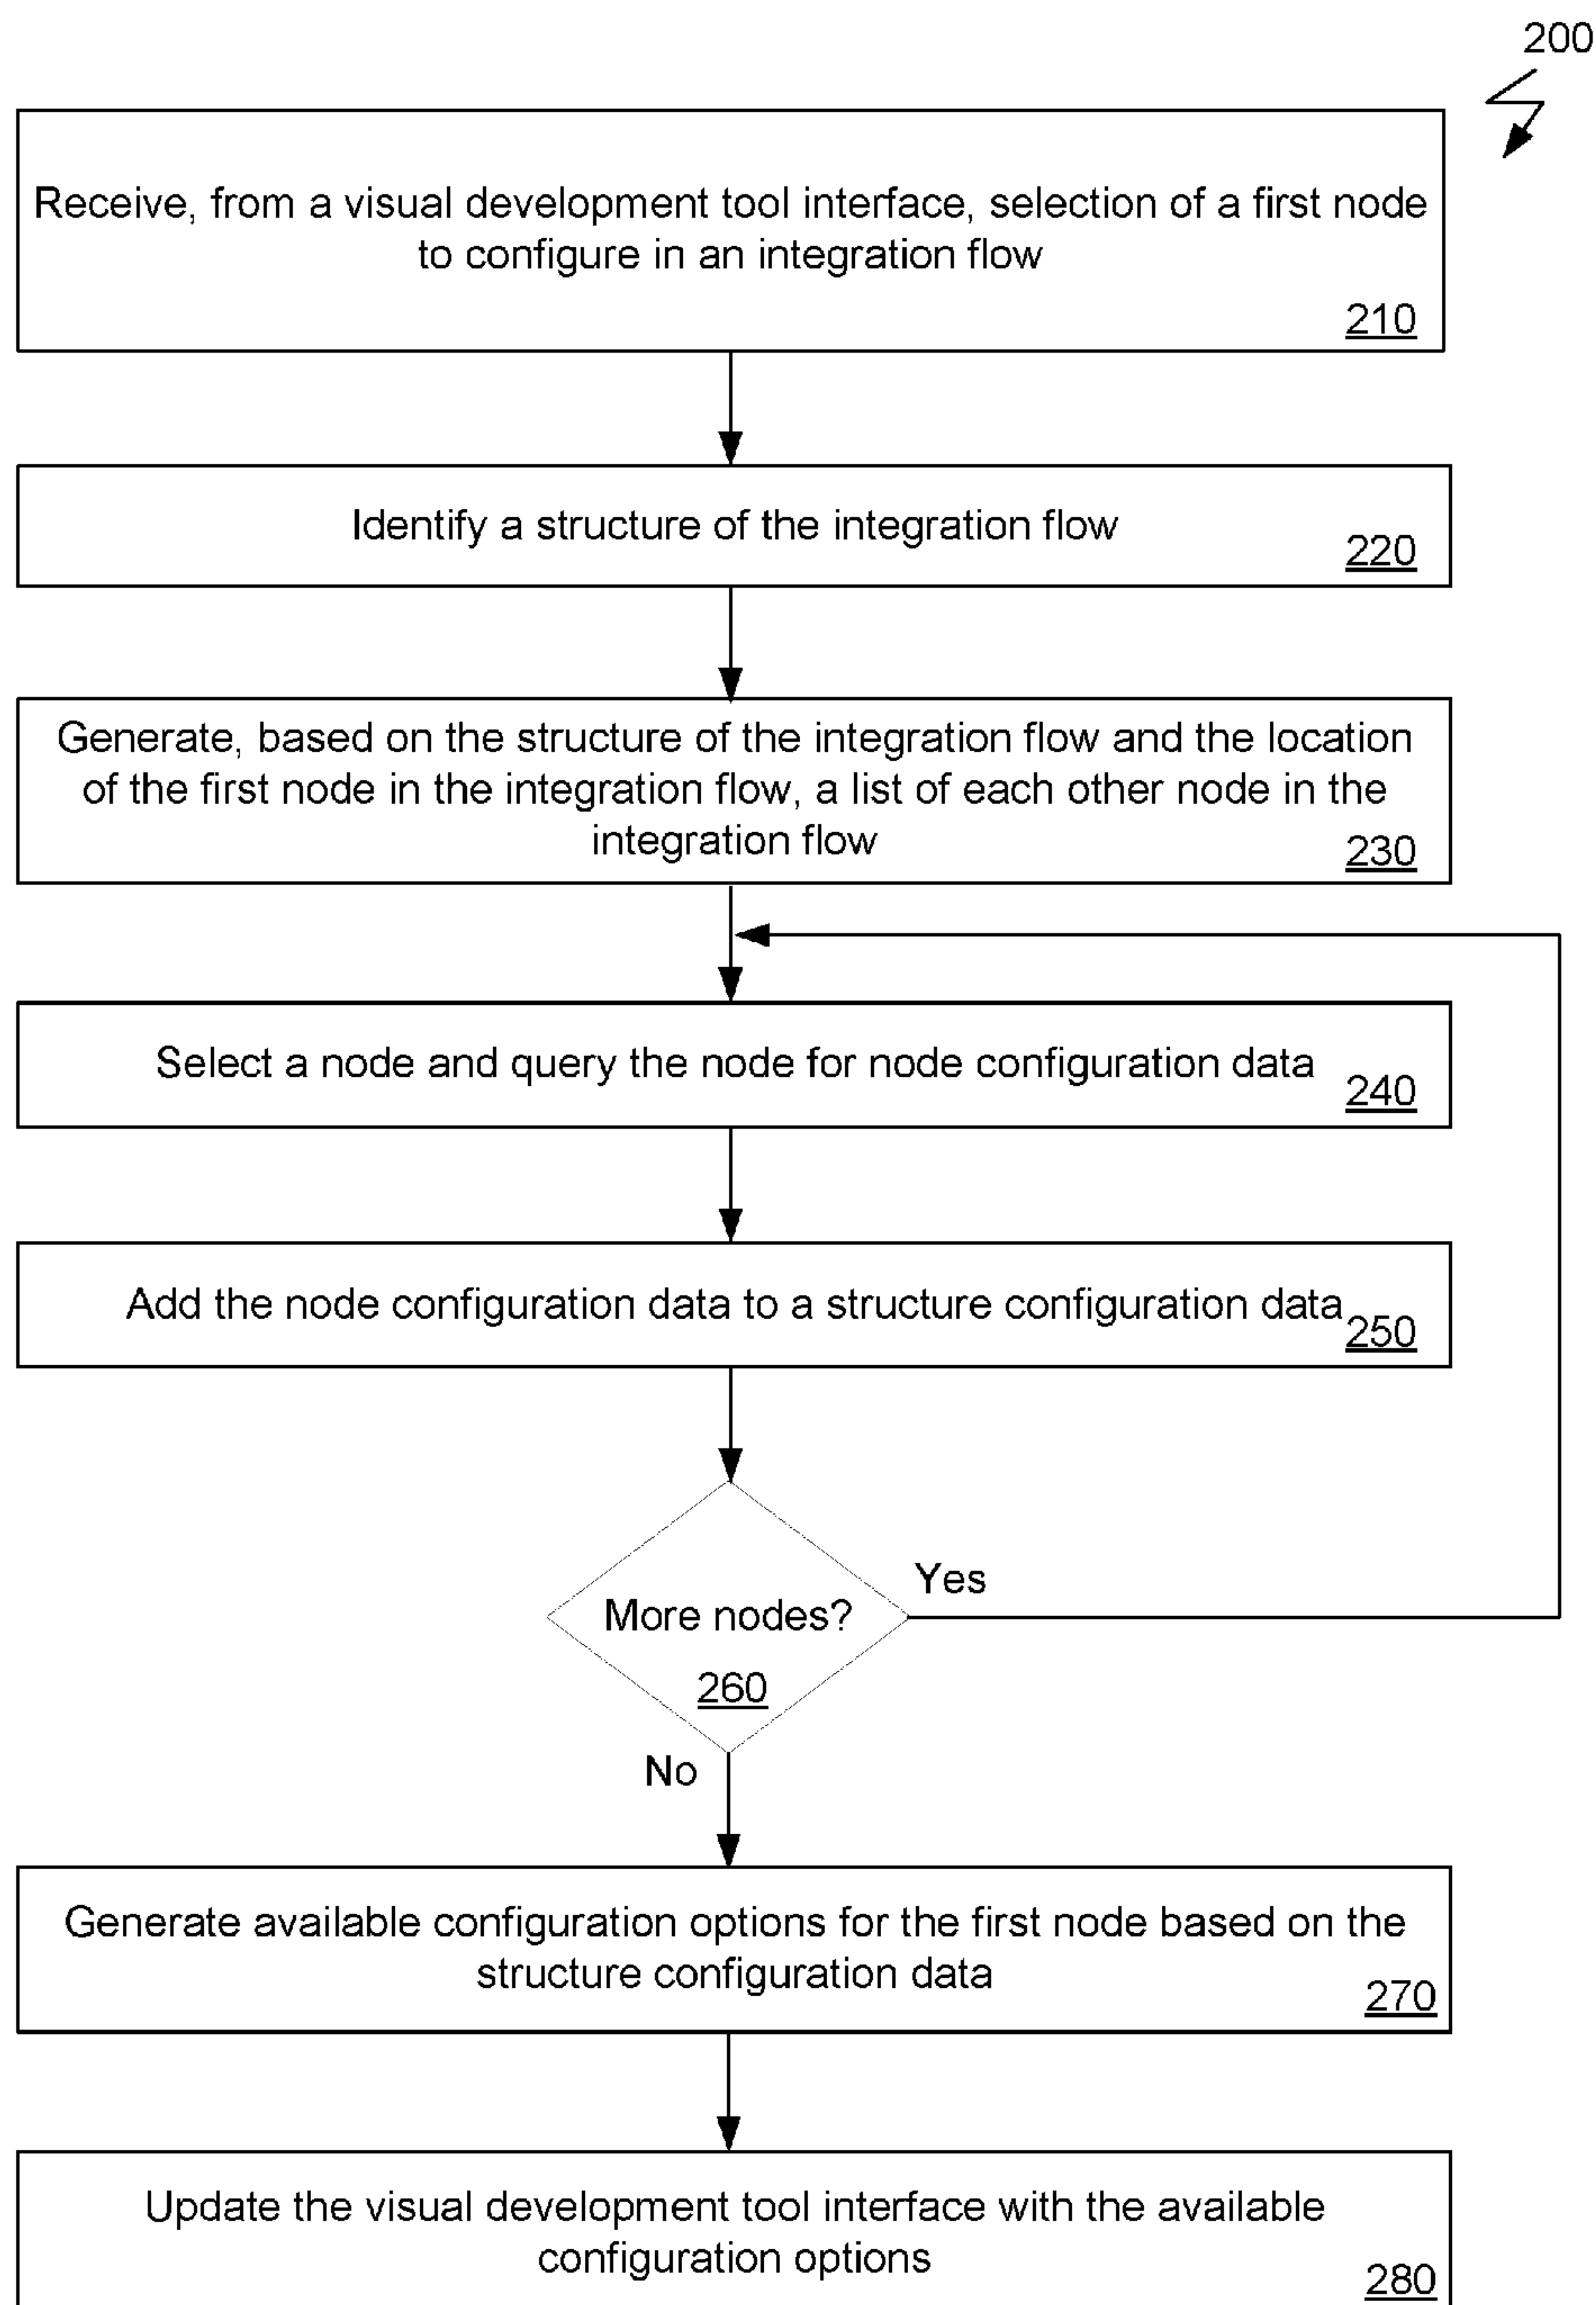 200
Receive, from a visual development tool interface, selection of a first node
to configure in an integration flow
210
Identify a structure of the integration flow
220
Generate, based on the structure of the integration flow and the location
of the first node in the integration flow, a list of each other node in the
integration flow
230
Select a node and query the node for node configuration data
240
Add the node configuration data to a structure configuration data
250
More nodes?
260
Yes
No
Generate available configuration options for the first node based on the
structure configuration data
270
Update the visual development tool interface with the available
configuration options
280